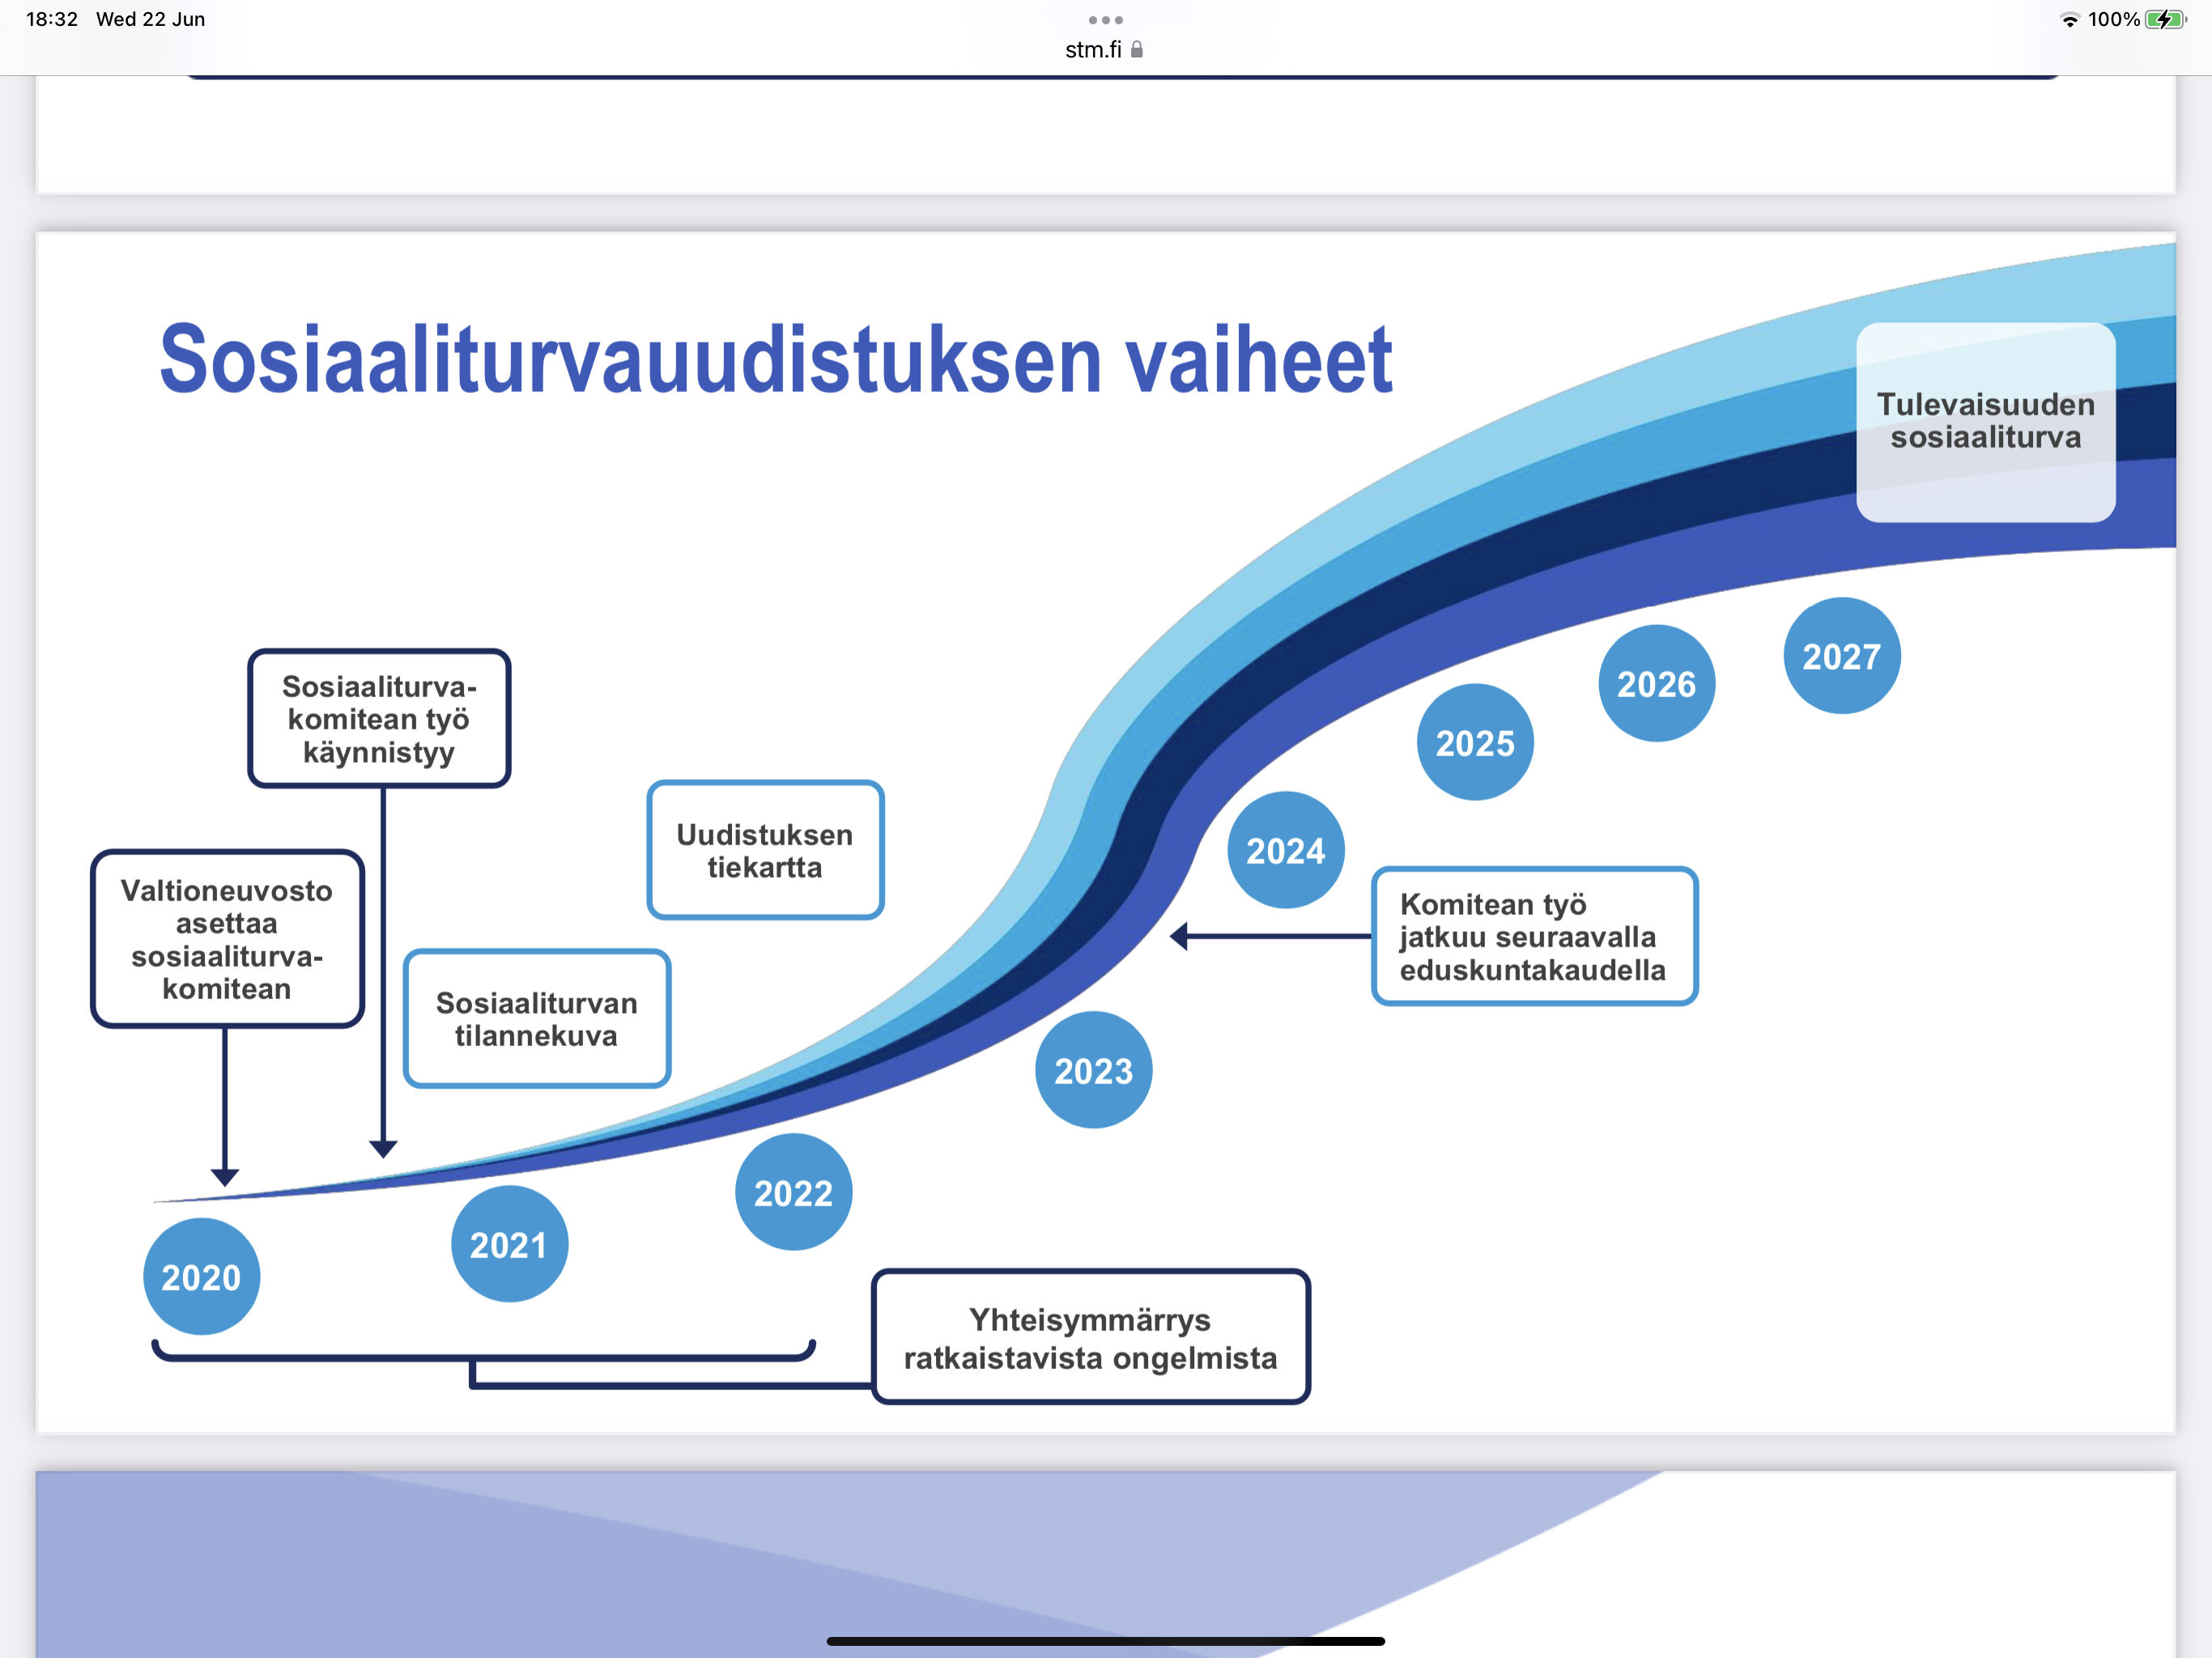 18:32 Wed 22 Jun
100%
stm.fi
Sosiaaliturvauudistuksen vaiheet
Tulevaisuuden
sosiaaliturva
Sosiaaliturva-
komitean työ
käynnistyy
Valtioneuvosto
asettaa
sosiaaliturva-
komitean
Sosiaaliturvan
tilannekuva
Uudistuksen
tiekartta
Komitean työ
jatkuu seuraavalla
eduskuntakaudella
2020
2021
2022
2023
2024
2025
2026
2027
Yhteisymmärrys
ratkaistavista ongelmista